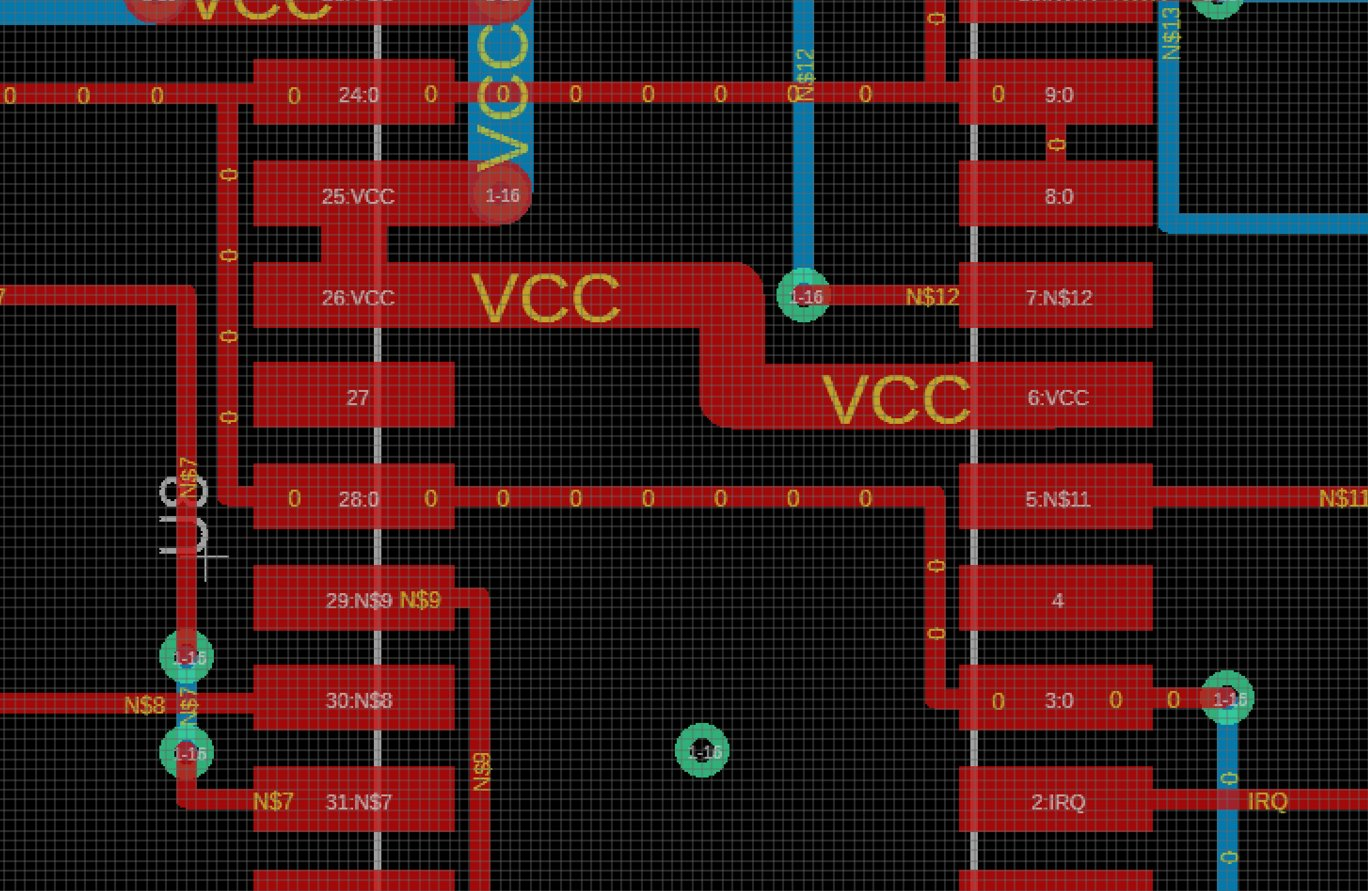 VCC
N$13
0 0 0 0 24:0 0 VCC 0 0 0 0 N$12 0 0 9:0
0
0
0
25:VCC 1-16 8:0
0
26:VCC VCC 1-16 N$12 7:N$12
0
27 VCC 6:VCC
0
N$7
0 28:0 0 0 0 0 0 0 0 5:N$11 N$11
0
29:N$9 N$9 4
0
1-16
N$8 N$7 30:N$8 0 3:0 0 0 1-16
1-16 1-16
N$9 0
N$7 31:N$7 2:IRQ IRQ
0